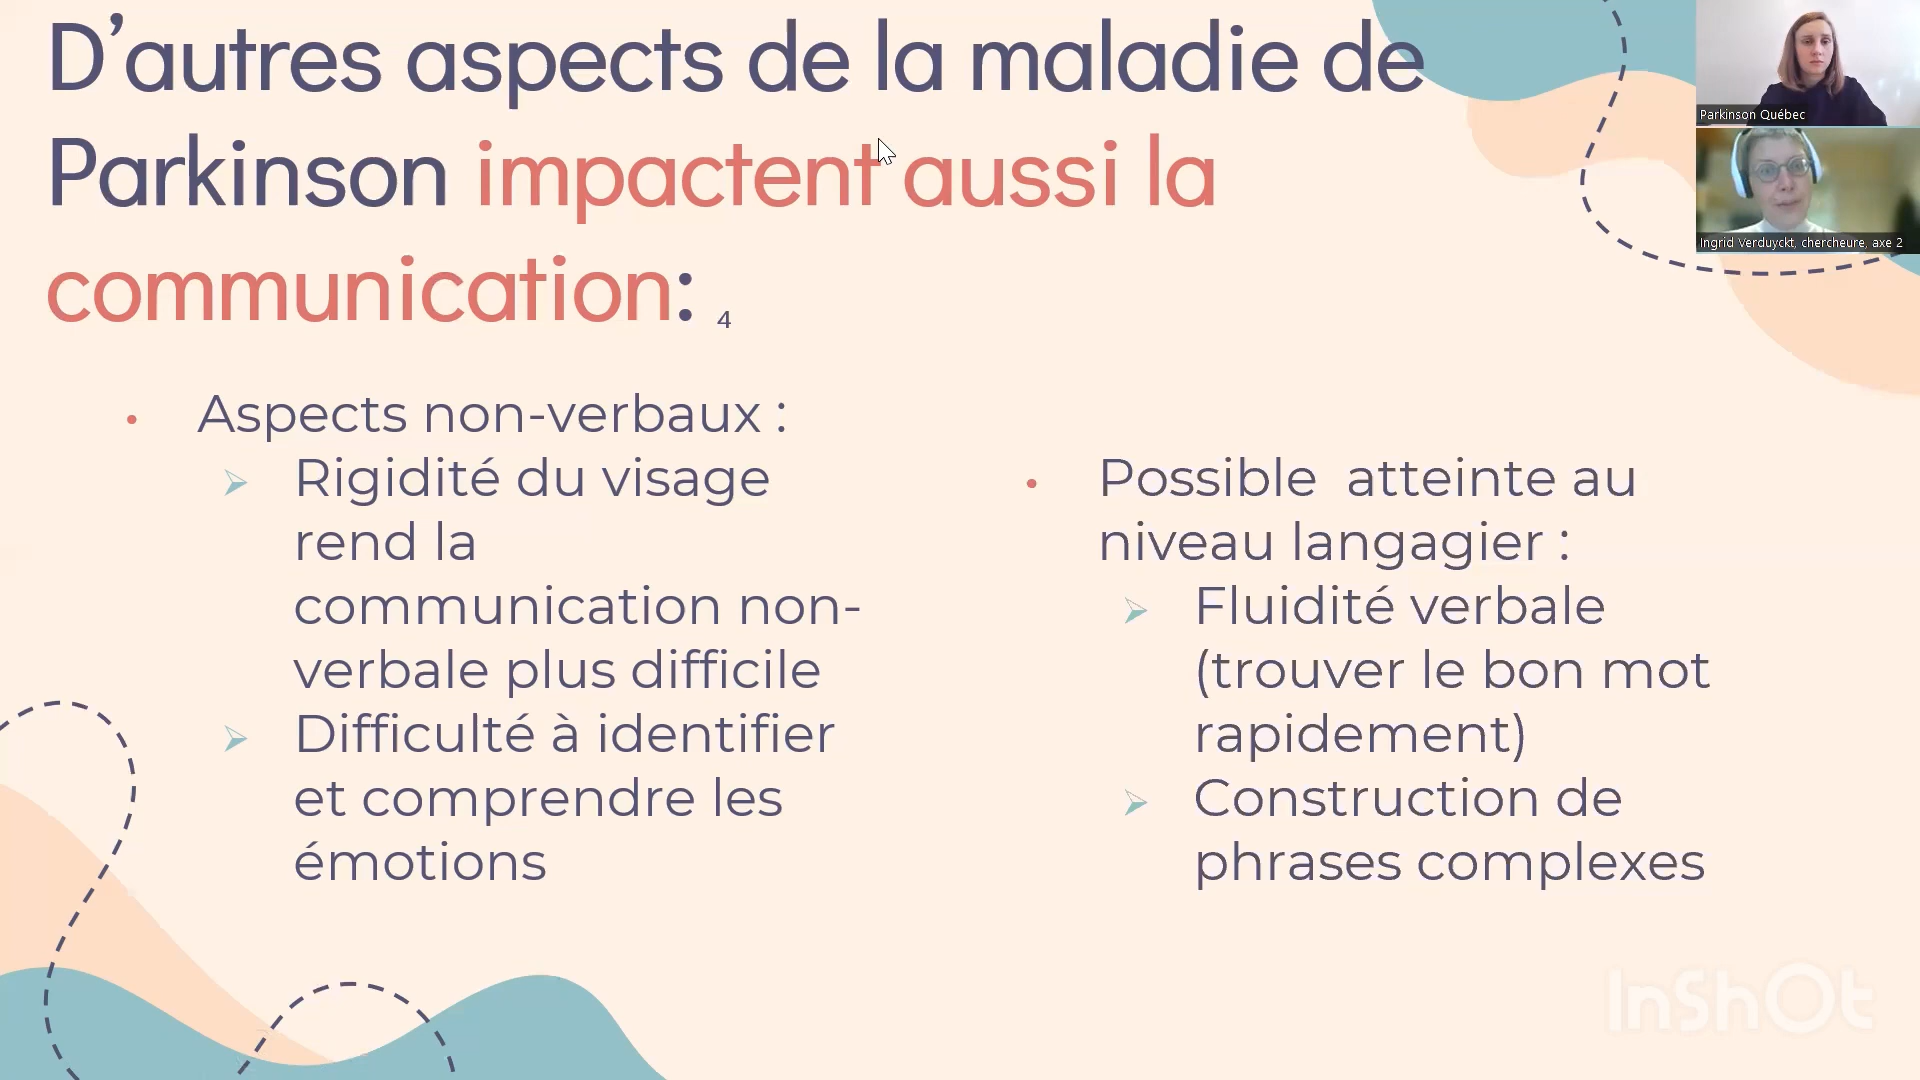 D’autres aspects de la maladie de
Parkinson impactent aussi la
communication: 4
Parkinson Québec
Ingrid Verduyckt, chercheure, axe 2
• Aspects non-verbaux :
➢ Rigidité du visage
rend la
communication non-
verbale plus difficile
➢ Difficulté à identifier
et comprendre les
émotions
• Possible  atteinte au
niveau langagier :
➢ Fluidité verbale
(trouver le bon mot
rapidement)
➢ Construction de
phrases complexes
InShOt